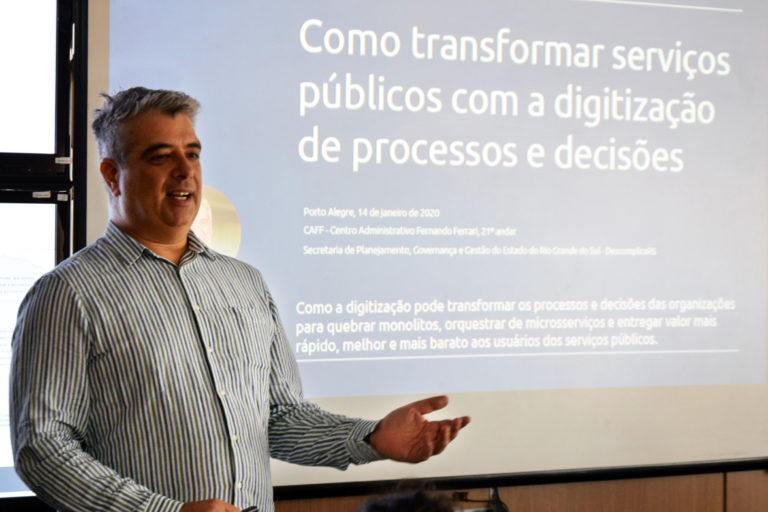 Como transformar serviços
públicos com a digitização
de processos e decisões
Porto Alegre, 14 de janeiro de 2020
CAFF - Centro Administrativo Fernando Ferrari, 21º andar
Secretaria de Planejamento, Governança e Gestão do Estado do Rio Grande do Sul - DescomplicaRS
Como a digitização pode transformar os processos e decisões das organizações
para quebrar monolitos, orquestrar de microsserviços e entregar valor mais
rápido, melhor e mais barato aos usuários dos serviços públicos.